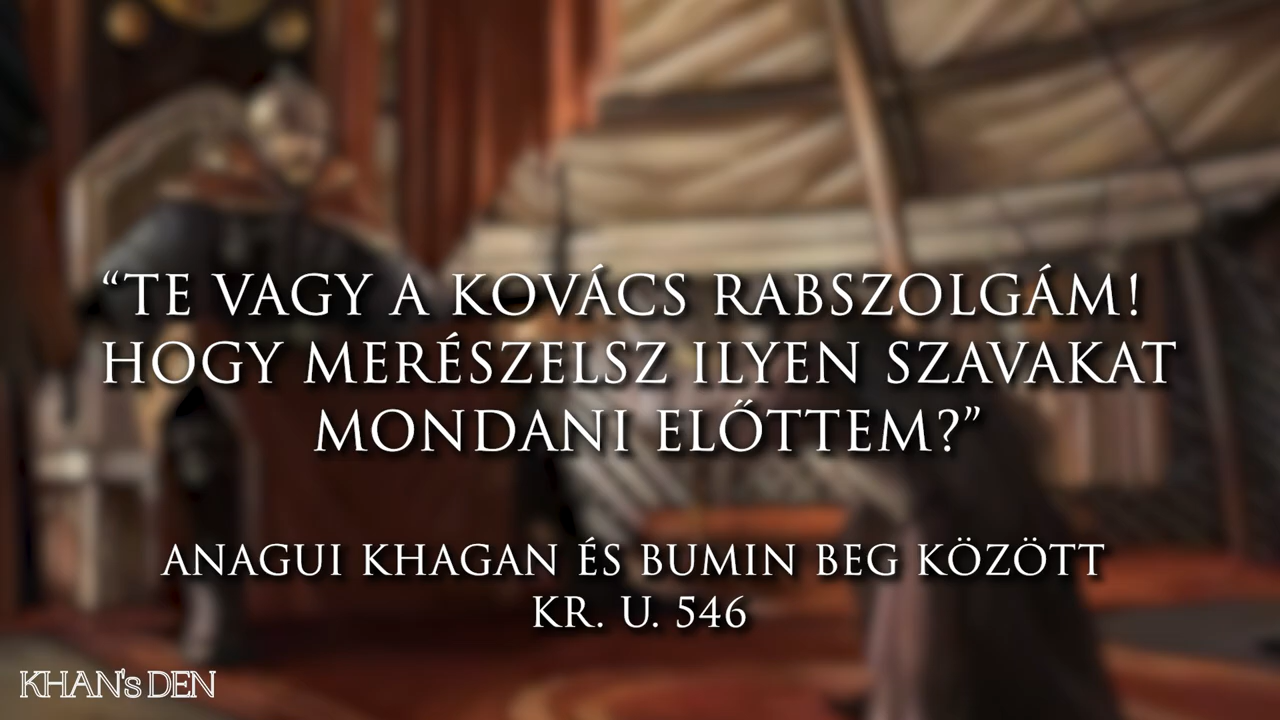 “TE VAGY A KOVÁCS RABSZOLGÁM!
HOGY MERÉSZELSZ ILYEN SZAVAKAT
MONDANI ELŐTTEM?”
ANAGUI KHAGAN ÉS BUMIN BEG KÖZÖTT
KR. U. 546
KHAN's DEN